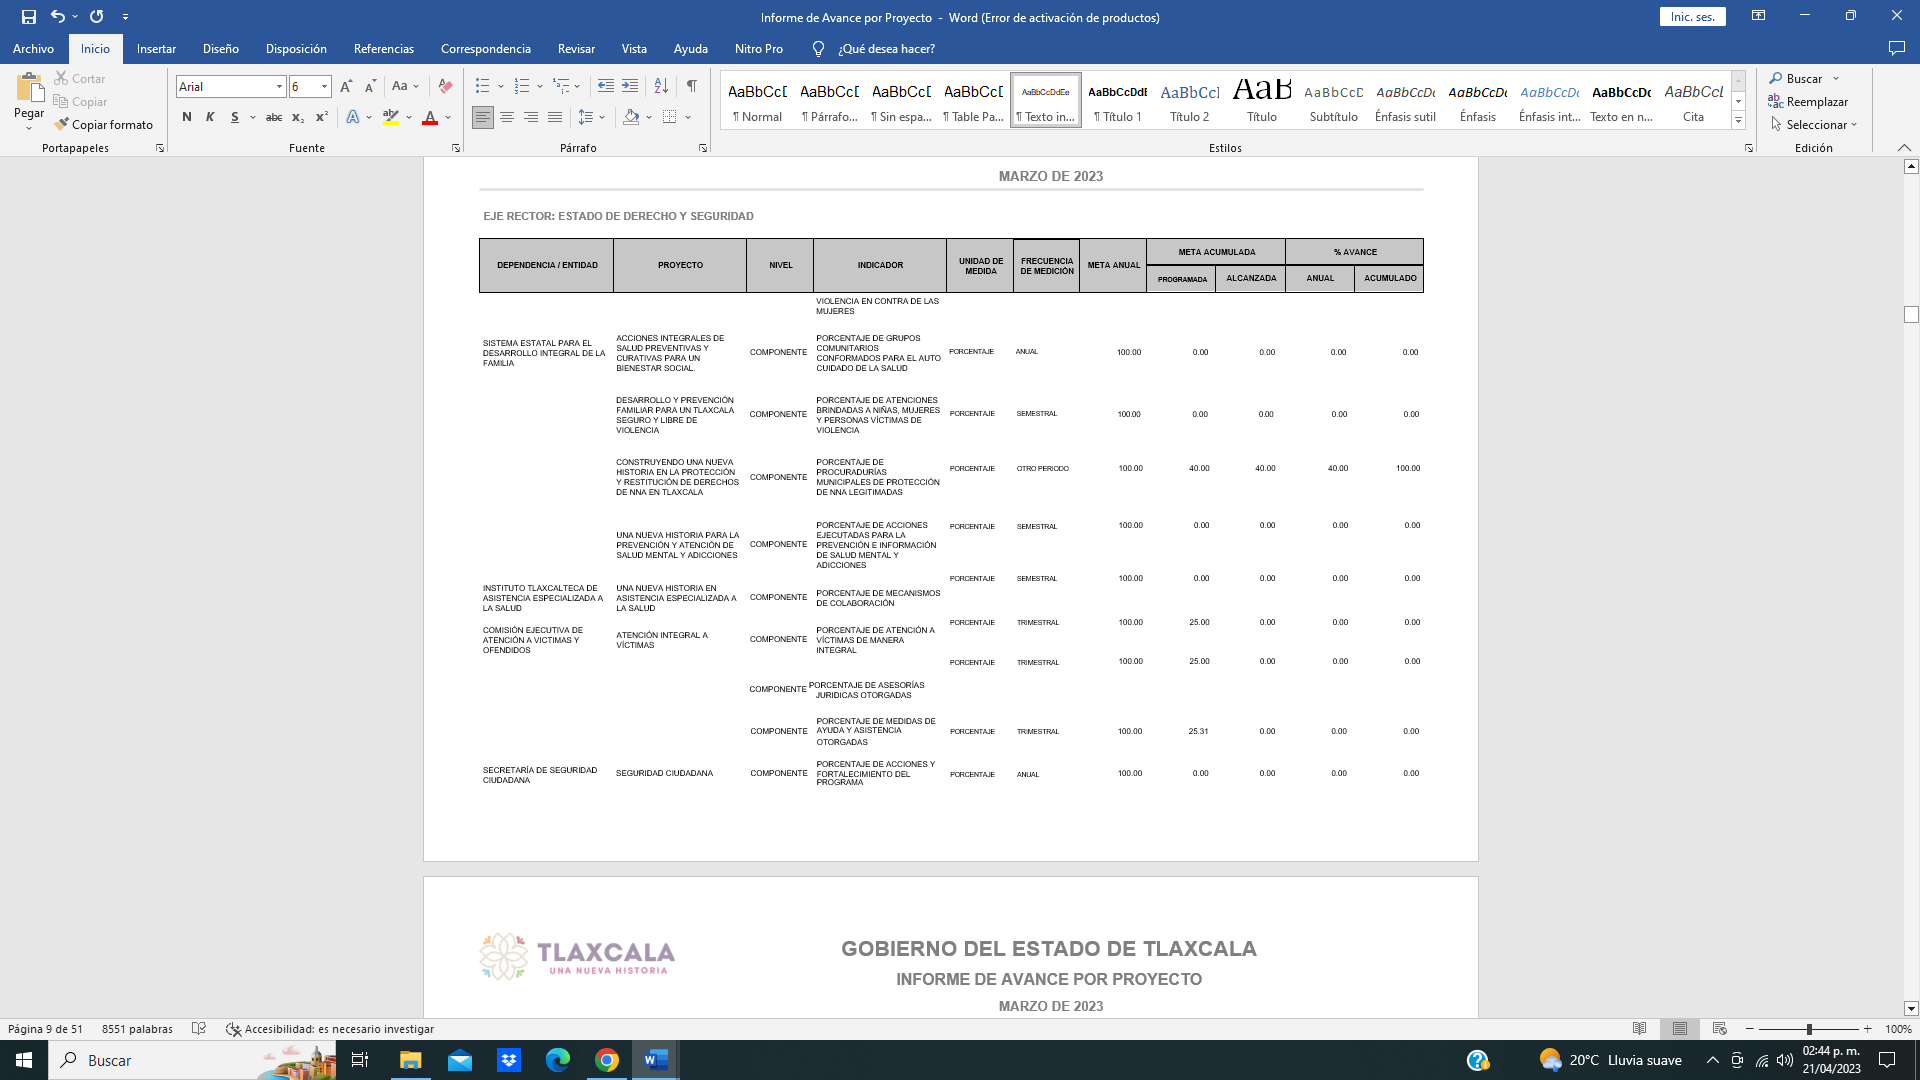 Informe de Avance por Proyecto - Word (Error de activación de productos)
Inic. ses.
Archivo Inicio Insertar Diseño Disposición Referencias Correspondencia Revisar Vista Ayuda Nitro Pro ¿Qué desea hacer?
Pegar
Cortar
Copiar
Copiar formato
Portapapeles
Arial 6
Fuente
Párrafo
AaBbCcDdEe
¶ Normal ¶ Párrafo... ¶ Sin espa... ¶ Table Pa... ¶ Texto in... ¶ Título 1 Título 2 Título Subtítulo Énfasis sutil Énfasis Énfasis int... Texto en n... Cita
Estilos
Buscar
Reemplazar
Seleccionar
Edición
MARZO DE 2023
EJE RECTOR: ESTADO DE DERECHO Y SEGURIDAD
DEPENDENCIA / ENTIDAD PROYECTO NIVEL INDICADOR UNIDAD DE MEDIDA FRECUENCIA DE MEDICIÓN META ANUAL META ACUMULADA % AVANCE
PROGRAMADA ALCANZADA ANUAL ACUMULADO
VIOLENCIA EN CONTRA DE LAS
MUJERES
SISTEMA ESTATAL PARA EL
DESARROLLO INTEGRAL DE LA
FAMILIA
ACCIONES INTEGRALES DE
SALUD PREVENTIVAS Y
CURATIVAS PARA UN
BIENESTAR SOCIAL.
COMPONENTE
PORCENTAJE DE GRUPOS
COMUNITARIOS
CONFORMADOS PARA EL AUTO
CUIDADO DE LA SALUD
PORCENTAJE ANUAL 100.00 0.00 0.00 0.00 0.00
DESARROLLO Y PREVENCIÓN
FAMILIAR PARA UN TLAXCALA
SEGURO Y LIBRE DE
VIOLENCIA
COMPONENTE
PORCENTAJE DE ATENCIONES
BRINDADAS A NIÑAS, MUJERES
Y PERSONAS VÍCTIMAS DE
VIOLENCIA
PORCENTAJE SEMESTRAL 100.00 0.00 0.00 0.00 0.00
CONSTRUYENDO UNA NUEVA
HISTORIA EN LA PROTECCIÓN
Y RESTITUCIÓN DE DERECHOS
DE NNA EN TLAXCALA
COMPONENTE
PORCENTAJE DE
PROCURADURÍAS
MUNICIPALES DE PROTECCIÓN
DE NNA LEGITIMADAS
PORCENTAJE OTRO PERIODO 100.00 40.00 40.00 40.00 100.00
UNA NUEVA HISTORIA PARA LA
PREVENCIÓN Y ATENCIÓN DE
SALUD MENTAL Y ADICCIONES
COMPONENTE
PORCENTAJE DE ACCIONES
EJECUTADAS PARA LA
PREVENCIÓN E INFORMACIÓN
DE SALUD MENTAL Y
ADICCIONES
PORCENTAJE SEMESTRAL 100.00 0.00 0.00 0.00 0.00
INSTITUTO TLAXCALTECA DE
ASISTENCIA ESPECIALIZADA A
LA SALUD
UNA NUEVA HISTORIA EN
ASISTENCIA ESPECIALIZADA A
LA SALUD
COMPONENTE
PORCENTAJE DE MECANISMOS
DE COLABORACIÓN
PORCENTAJE SEMESTRAL 100.00 0.00 0.00 0.00 0.00
COMISIÓN EJECUTIVA DE
ATENCIÓN A VICTIMAS Y
OFENDIDOS
ATENCIÓN INTEGRAL A
VÍCTIMAS
COMPONENTE
PORCENTAJE DE ATENCIÓN A
VÍCTIMAS DE MANERA
INTEGRAL
PORCENTAJE TRIMESTRAL 100.00 25.00 0.00 0.00 0.00
PORCENTAJE TRIMESTRAL 100.00 25.00 0.00 0.00 0.00
COMPONENTE PORCENTAJE DE ASESORÍAS
JURIDICAS OTORGADAS
COMPONENTE
PORCENTAJE DE MEDIDAS DE
AYUDA Y ASISTENCIA
OTORGADAS
PORCENTAJE TRIMESTRAL 100.00 25.31 0.00 0.00 0.00
SECRETARÍA DE SEGURIDAD
CIUDADANA
SEGURIDAD CIUDADANA
COMPONENTE
PORCENTAJE DE ACCIONES Y
FORTALECIMIENTO DEL
PROGRAMA
PORCENTAJE ANUAL 100.00 0.00 0.00 0.00 0.00
TLAXCALA
UNA NUEVA HISTORIA
GOBIERNO DEL ESTADO DE TLAXCALA
INFORME DE AVANCE POR PROYECTO
MARZO DE 2023
Página 9 de 51 8551 palabras Accesibilidad: es necesario investigar 100%
Buscar
20°C Lluvia suave
02:44 p. m.
21/04/2023